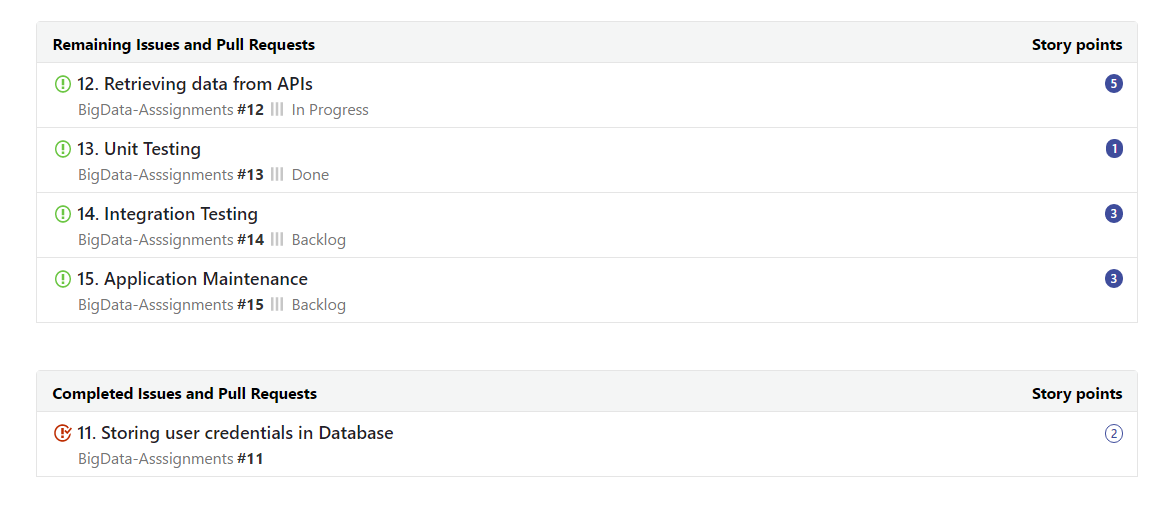 Remaining Issues and Pull Requests Story points
12. Retrieving data from APIs 5
BigData-Asssignments #12 In Progress
13. Unit Testing 1
BigData-Asssignments #13 Done
14. Integration Testing 3
BigData-Asssignments #14 Backlog
15. Application Maintenance 3
BigData-Asssignments #15 Backlog
Completed Issues and Pull Requests Story points
11. Storing user credentials in Database 2
BigData-Asssignments #11